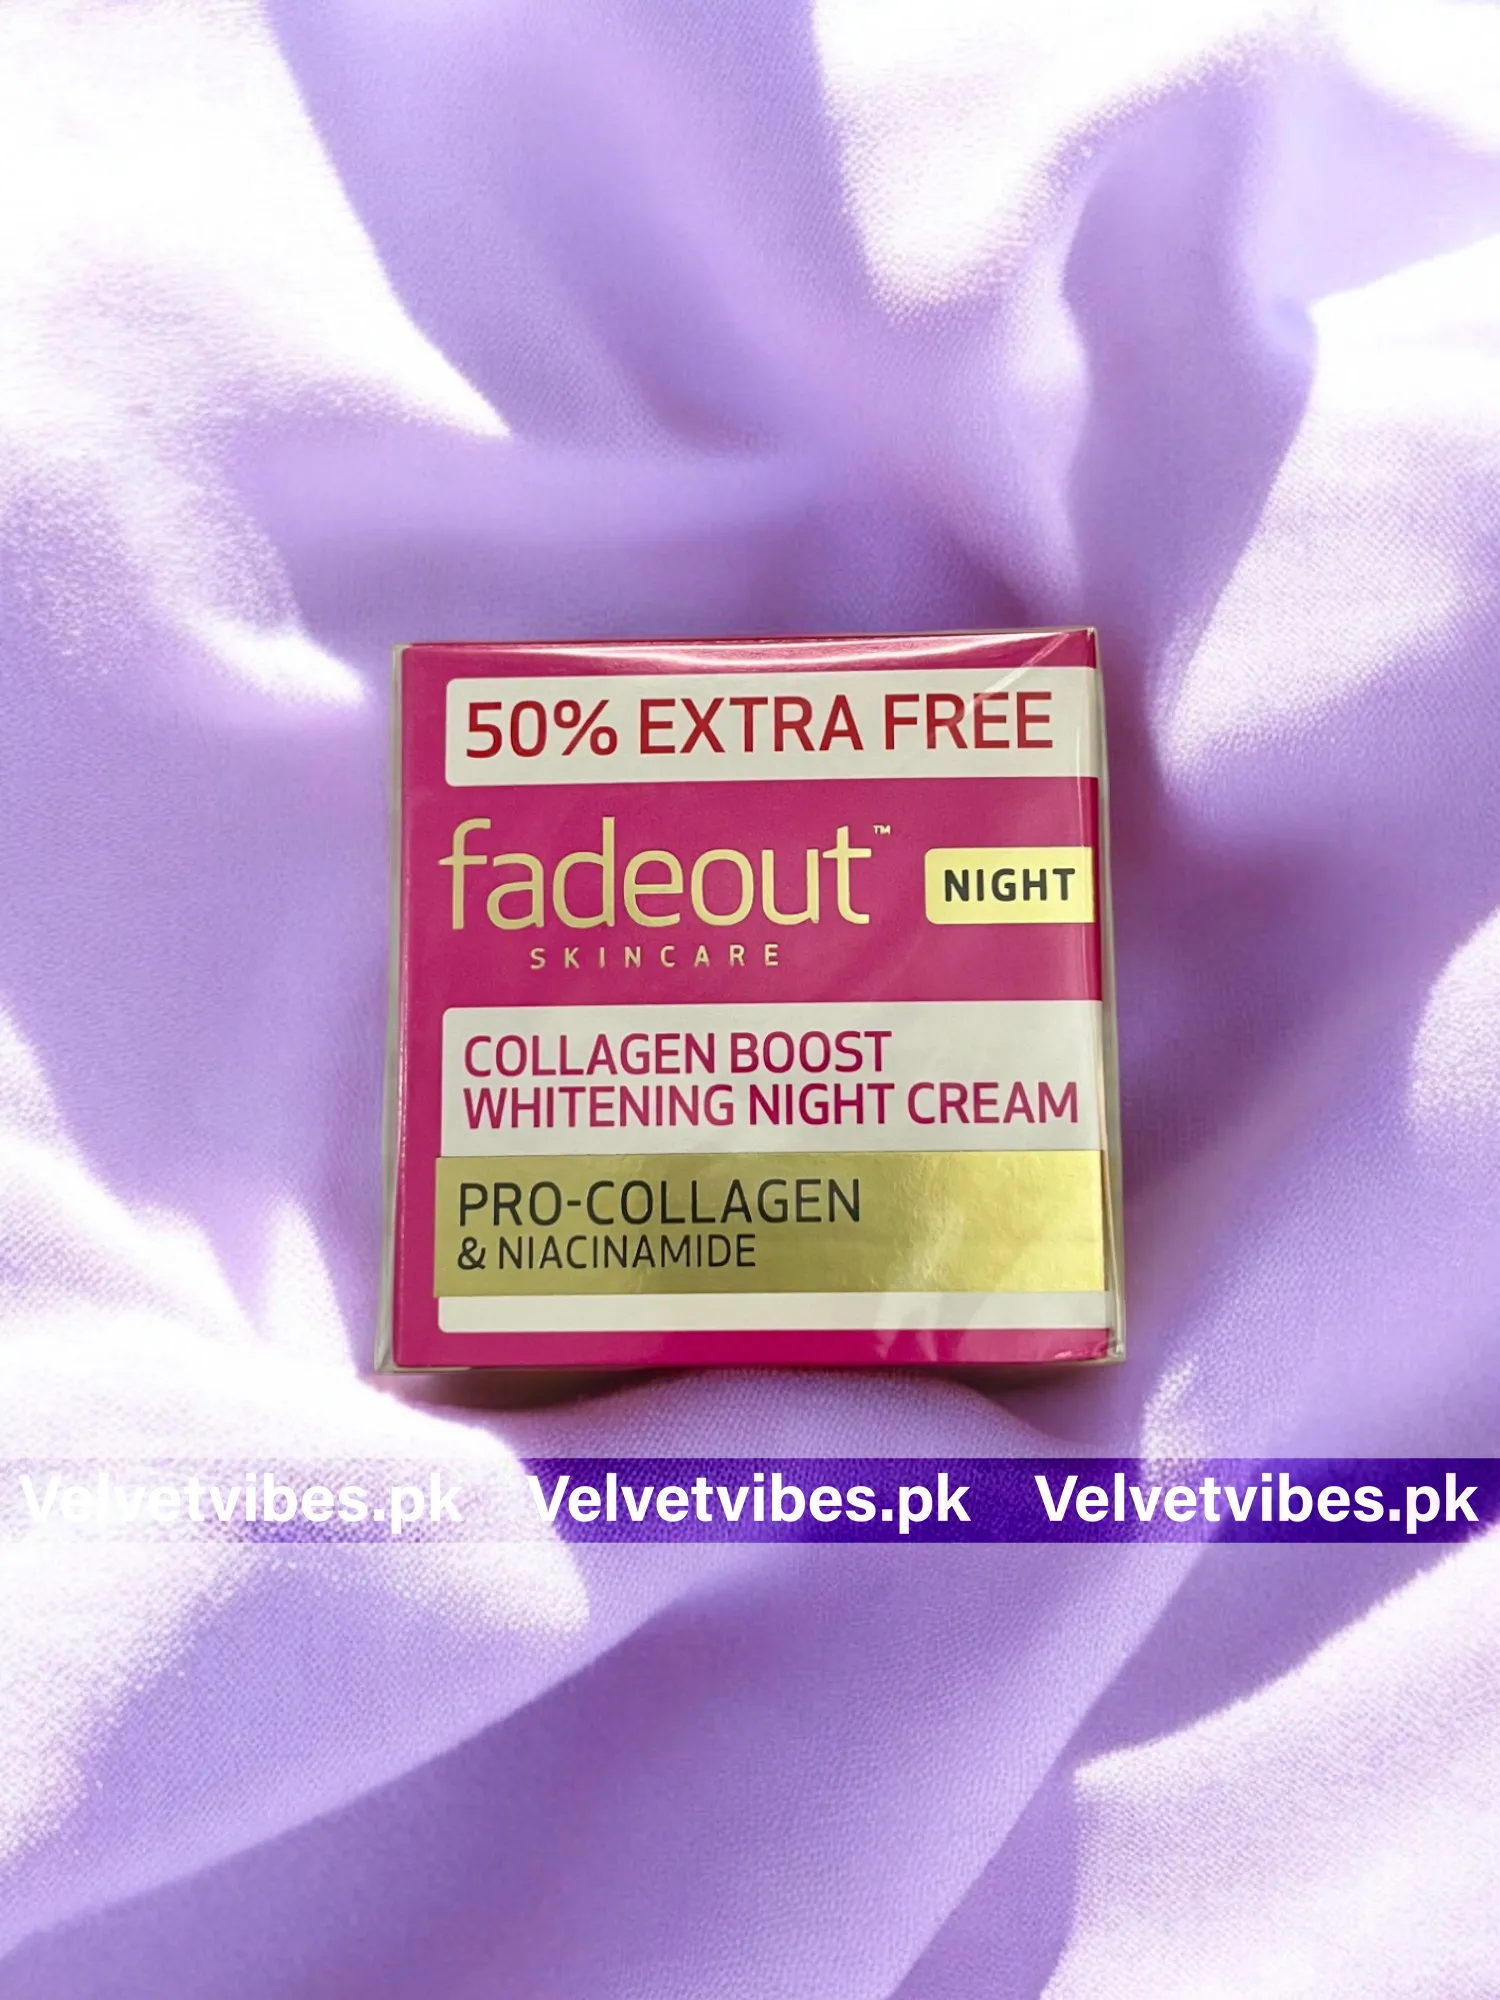 50% EXTRA FREE
fadeout™
NIGHT
SKINCARE
COLLAGEN BOOST
WHITENING NIGHT CREAM
PRO-COLLAGEN
& NIACINAMIDE
Velvetvibes.pk Velvetvibes.pk Velvetvibes.pk